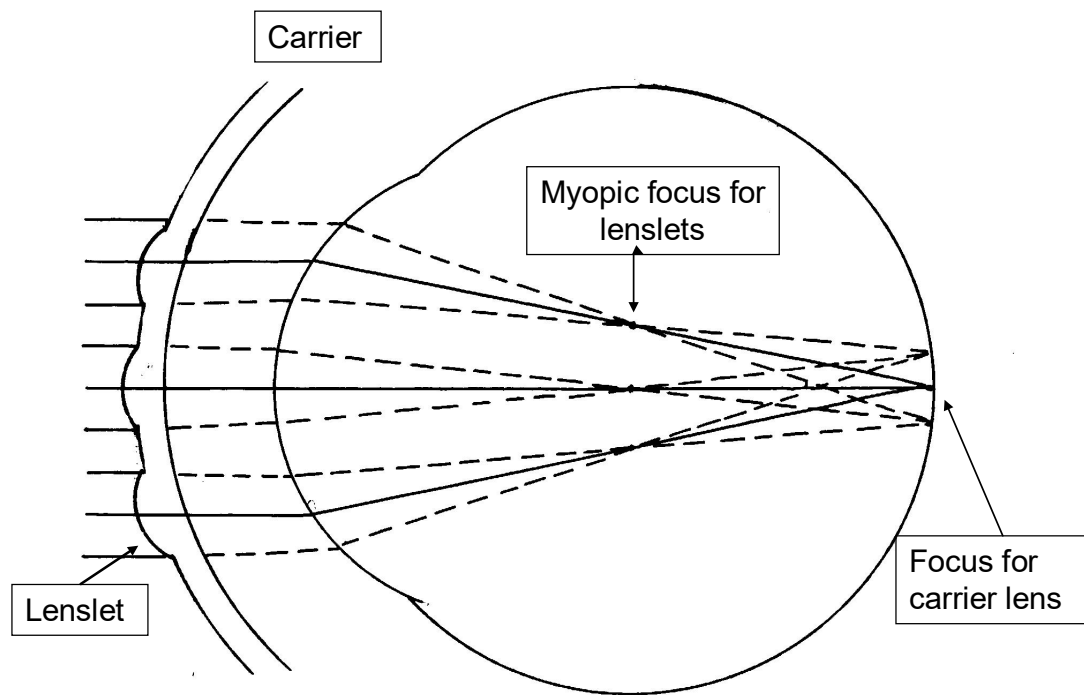 Carrier
Myopic focus for
lenslets
Lenslet
Focus for
carrier lens